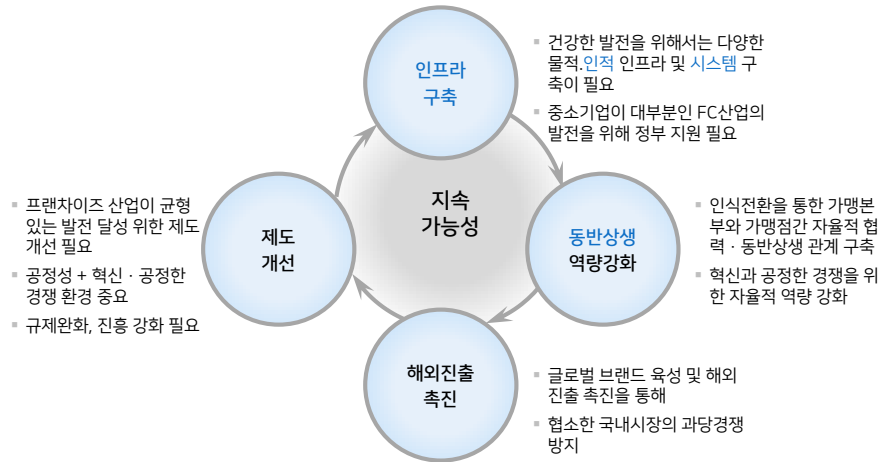 인프라
구축
건강한 발전을 위해서는 다양한
물적.인적 인프라 및 시스템 구
축이 필요
중소기업이 대부분인 FC산업의
발전을 위해 정부 지원 필요
지속
가능성
동반상생
역량강화
인식전환을 통한 가맹본
부와 가맹점간 자율적 협
력 · 동반상생 관계 구축
혁신과 공정한 경쟁을 위
한 자율적 역량 강화
해외진출
촉진
글로벌 브랜드 육성 및 해외
진출 촉진을 통해
협소한 국내시장의 과당경쟁
방지
제도
개선
프랜차이즈 산업이 균형
있는 발전 달성 위한 제도
개선 필요
공정성 + 혁신 · 공정한
경쟁 환경 중요
규제완화, 진흥 강화 필요